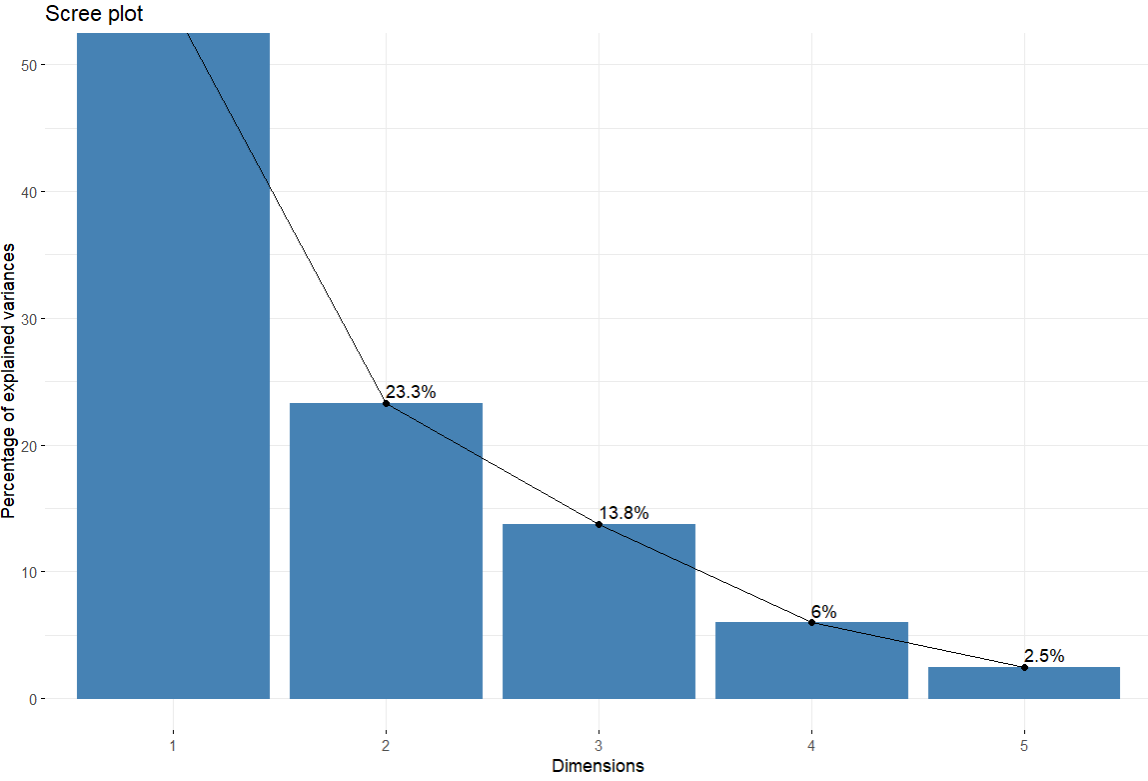 Scree plot
Percentage of explained variances
50
40
30
20
10
0
23.3%
13.8%
6%
2.5%
1 2 3 4 5
Dimensions